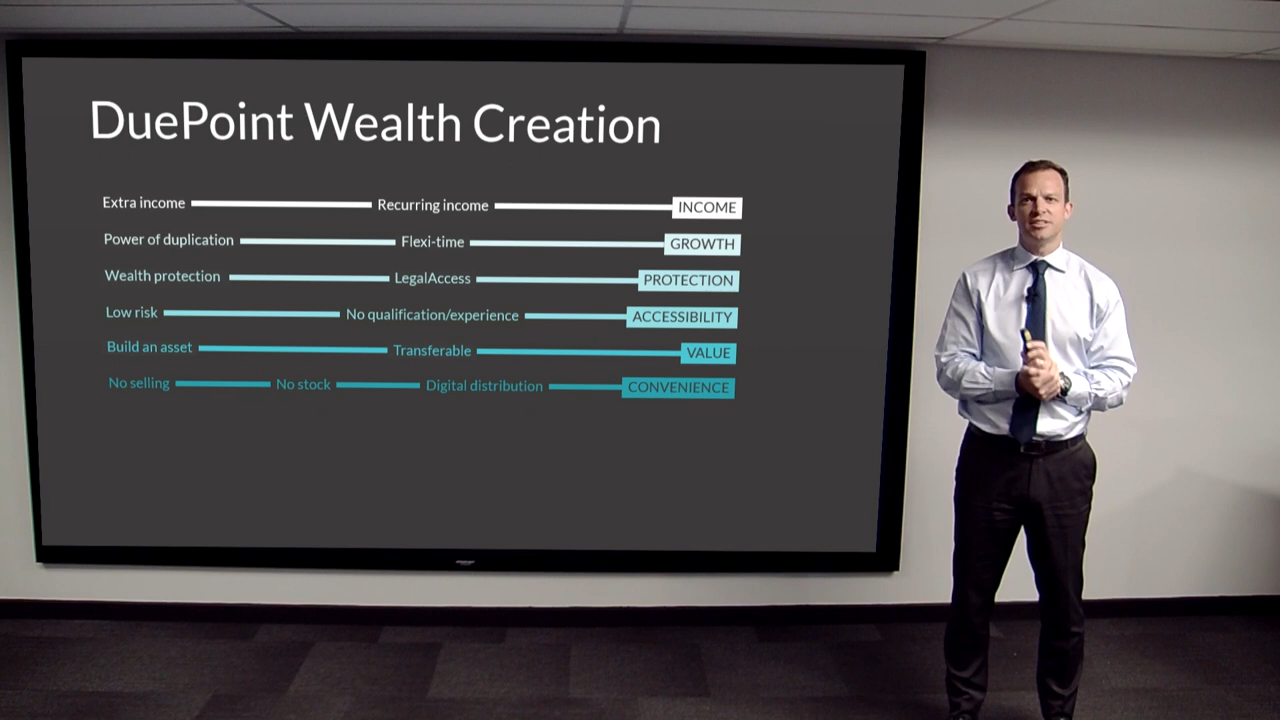 DuePoint Wealth Creation
Extra income Recurring income INCOME
Power of duplication Flexi-time GROWTH
Wealth protection LegalAccess PROTECTION
Low risk No qualification/experience ACCESSIBILITY
Build an asset Transferable VALUE
No selling No stock Digital distribution CONVENIENCE